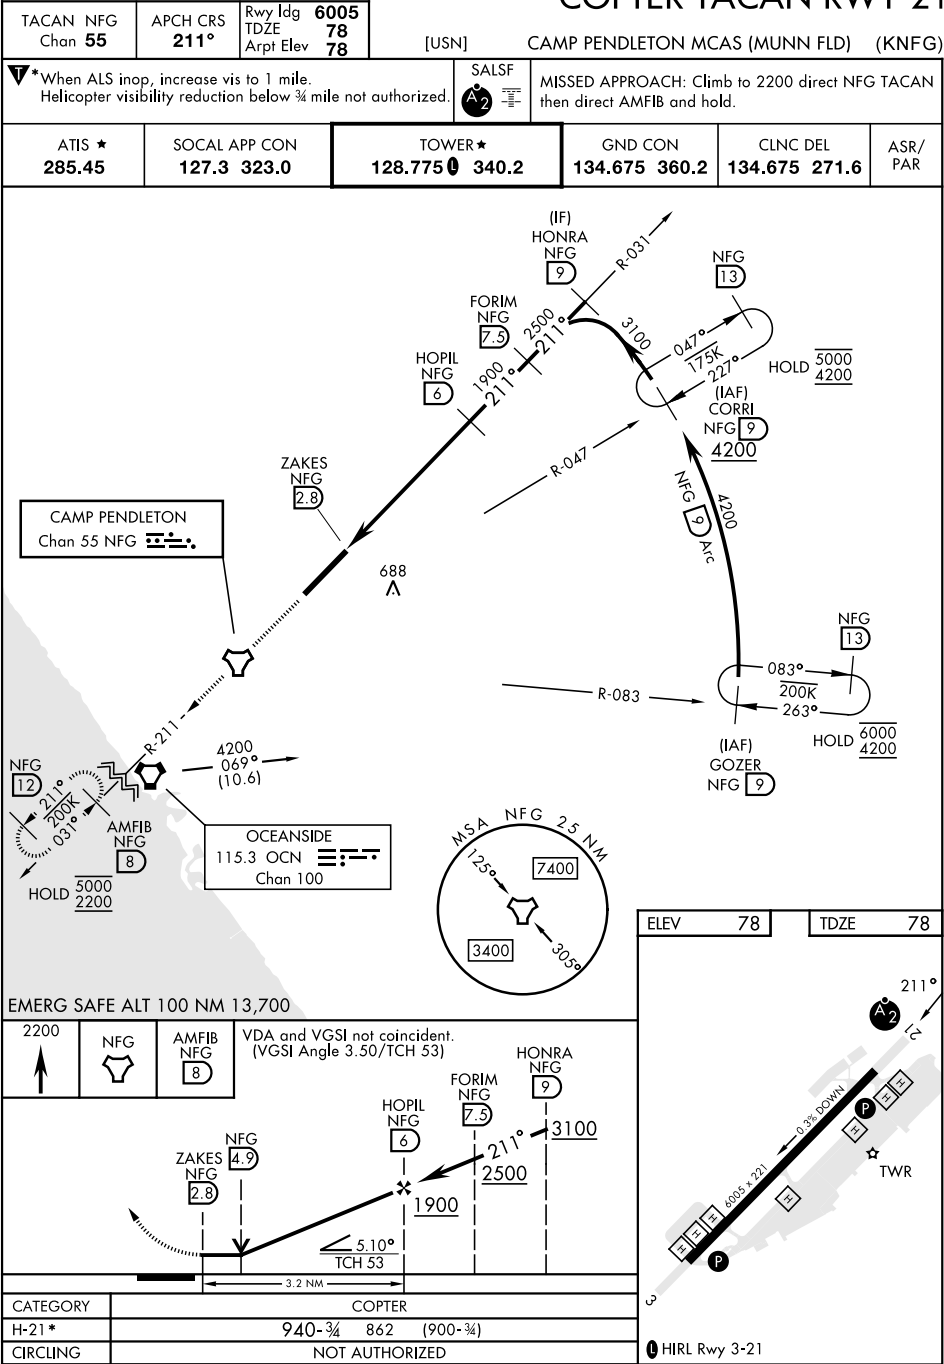 COPTER TACAN RWY 21
TACAN NFG
Chan 55
APCH CRS
211°
Rwy ldg 6005
TDZE 78
Arpt Elev 78
[USN]
CAMP PENDLETON MCAS (MUNN FLD) (KNFG)
T
*When ALS inop, increase vis to 1 mile.
Helicopter visibility reduction below ¾ mile not authorized.
SALSF
A2
MISSED APPROACH: Climb to 2200 direct NFG TACAN
then direct AMFIB and hold.
ATIS ★
285.45
SOCAL APP CON
127.3 323.0
TOWER ★
128.775 L 340.2
GND CON
134.675 360.2
CLNC DEL
134.675 271.6
ASR/
PAR
(IF)
HONRA
NFG
9
R-031
NFG
13
FORIM
NFG
7.5
2500
211°
3100
047°
175K
227°
HOLD 5000
4200
HOPIL
NFG
6
1900
211°
(IAF)
CORRI
NFG 9
4200
R-047
ZAKES
NFG
2.8
NFG 9 Arc
4200
CAMP PENDLETON
Chan 55 NFG
688
NFG
13
083°
200K
263°
R-083
HOLD 6000
4200
(IAF)
GOZER
NFG 9
R-211
4200
069°
(10.6)
NFG
12
211°
200K
031°
AMFIB
NFG
8
HOLD 5000
2200
OCEANSIDE
115.3 OCN
Chan 100
MSA NFG 25 NM
125°
7400
3400
305°
EMERG SAFE ALT 100 NM 13,700
ELEV 78
TDZE 78
211°
A2
21
0.3% DOWN
P
H
H
H
TWR
6005 x 221
H
H
H
H
P
3
L HIRL Rwy 3-21
2200
NFG
AMFIB
NFG
8
VDA and VGSI not coincident.
(VGSI Angle 3.50/TCH 53)
HONRA
NFG
9
FORIM
NFG
7.5
HOPIL
NFG
6
NFG
4.9
ZAKES
NFG
2.8
3100
211°
2500
1900
5.10°
TCH 53
3.2 NM
CATEGORY COPTER
H-21* 940-¾ 862 (900-¾)
CIRCLING NOT AUTHORIZED